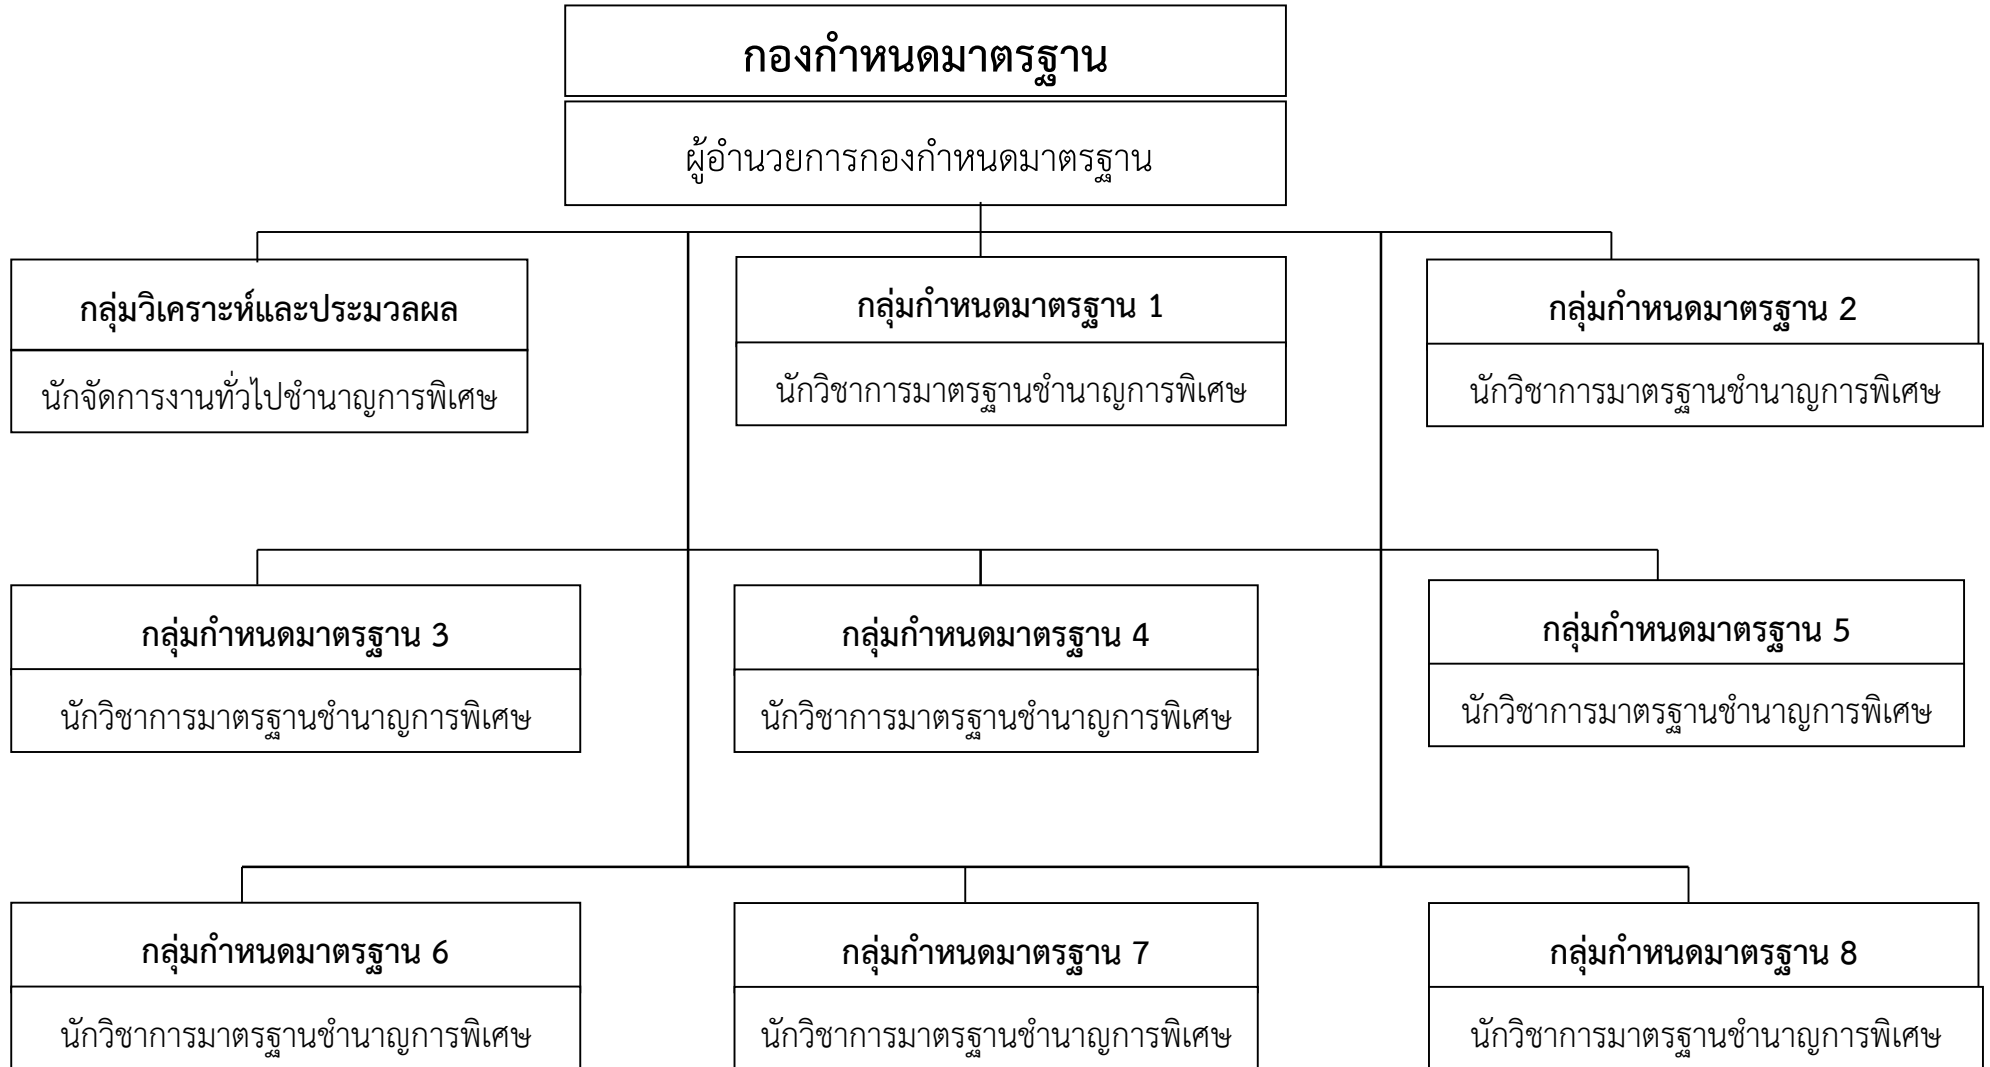 กองกำหนดมาตรฐาน
ผู้อำนวยการกองกำหนดมาตรฐาน
กลุ่มวิเคราะห์และประมวลผล
นักจัดการงานทั่วไปชำนาญการพิเศษ
กลุ่มกำหนดมาตรฐาน 1
นักวิชาการมาตรฐานชำนาญการพิเศษ
กลุ่มกำหนดมาตรฐาน 2
นักวิชาการมาตรฐานชำนาญการพิเศษ
กลุ่มกำหนดมาตรฐาน 3
นักวิชาการมาตรฐานชำนาญการพิเศษ
กลุ่มกำหนดมาตรฐาน 4
นักวิชาการมาตรฐานชำนาญการพิเศษ
กลุ่มกำหนดมาตรฐาน 5
นักวิชาการมาตรฐานชำนาญการพิเศษ
กลุ่มกำหนดมาตรฐาน 6
นักวิชาการมาตรฐานชำนาญการพิเศษ
กลุ่มกำหนดมาตรฐาน 7
นักวิชาการมาตรฐานชำนาญการพิเศษ
กลุ่มกำหนดมาตรฐาน 8
นักวิชาการมาตรฐานชำนาญการพิเศษ